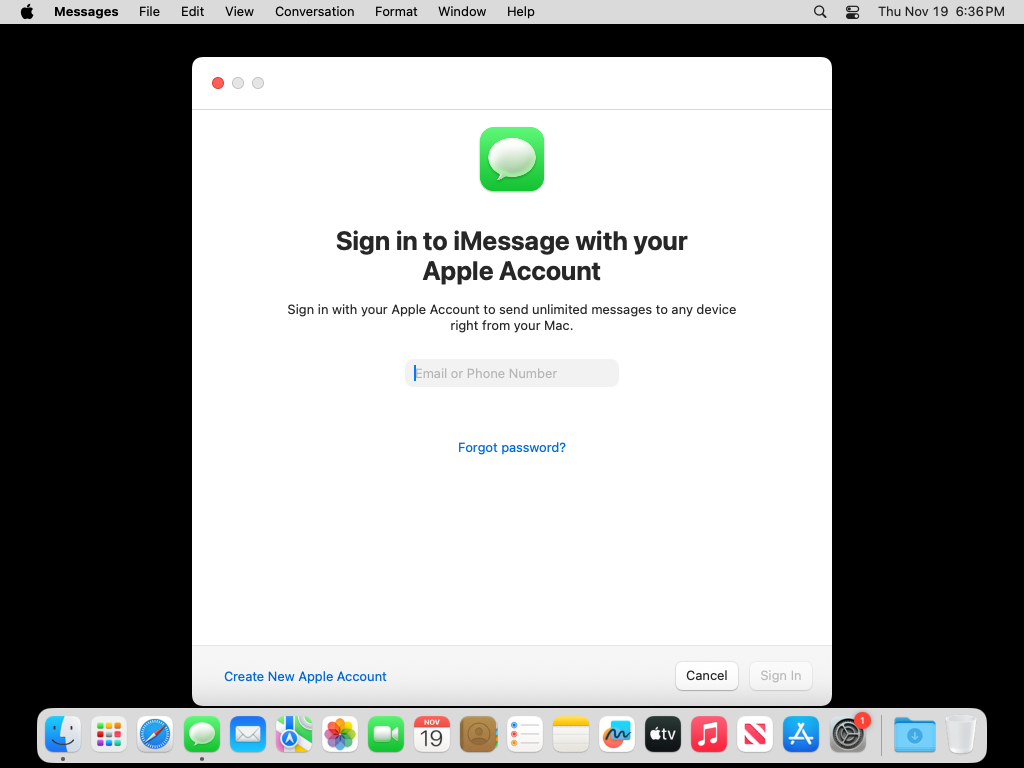 Messages File Edit View Conversation Format Window Help Thu Nov 19 6:36 PM
Sign in to iMessage with your
Apple Account
Sign in with your Apple Account to send unlimited messages to any device
right from your Mac.
Email or Phone Number
Forgot password?
Create New Apple Account Cancel Sign In
NOV
19
tv
1